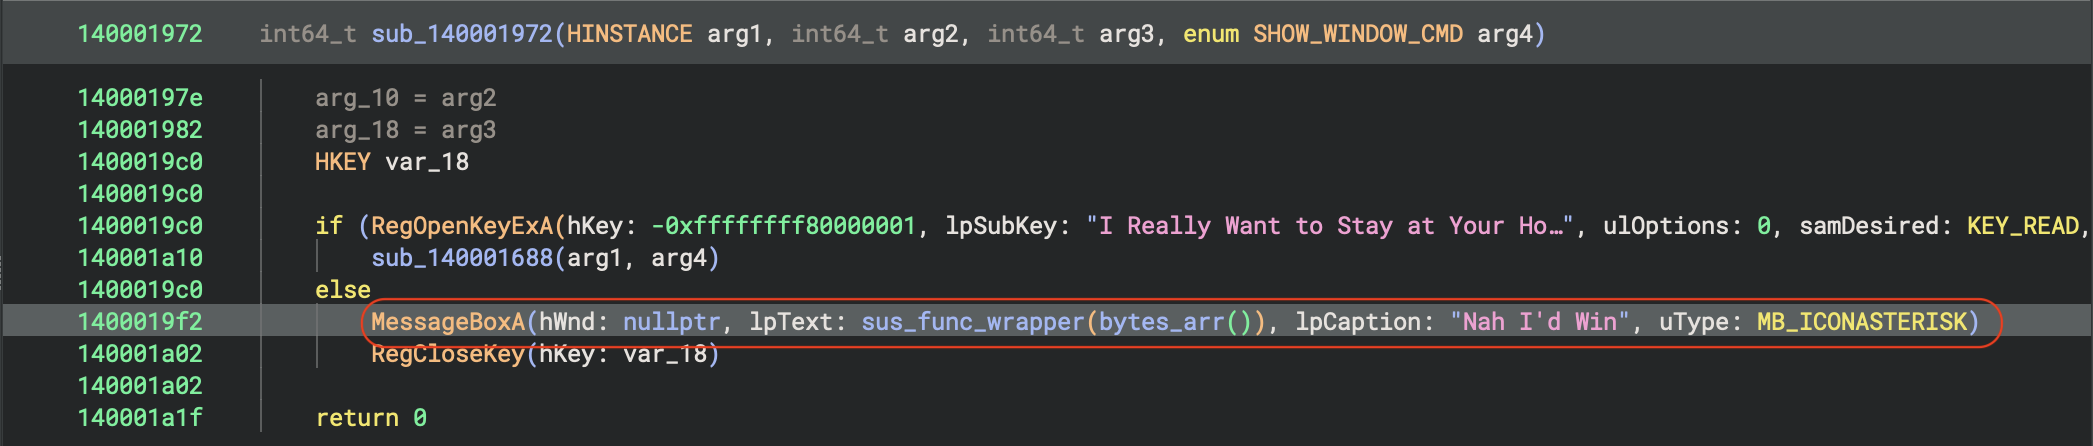 140001972 int64_t sub_140001972(HINSTANCE arg1, int64_t arg2, int64_t arg3, enum SHOW_WINDOW_CMD arg4)
14000197e arg_10 = arg2
140001982 arg_18 = arg3
1400019c0 HKEY var_18
1400019c0
1400019c0 if (RegOpenKeyExA(hKey: -0xffffffff80000001, lpSubKey: "I Really Want to Stay at Your Ho…", ulOptions: 0, samDesired: KEY_READ,
140001a10 sub_140001688(arg1, arg4)
1400019c0 else
1400019f2 MessageBoxA(hWnd: nullptr, lpText: sus_func_wrapper(bytes_arr()), lpCaption: "Nah I'd Win", uType: MB_ICONASTERISK)
140001a02 RegCloseKey(hKey: var_18)
140001a02
140001a1f return 0